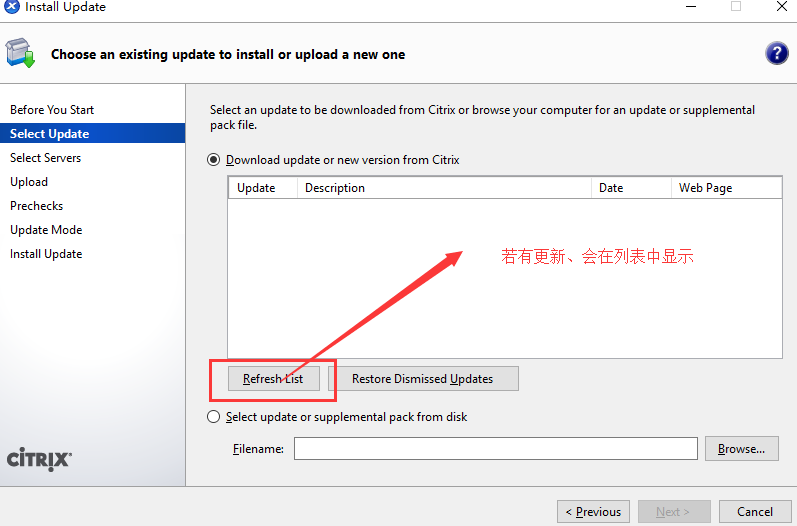 Install Update
Choose an existing update to install or upload a new one
?
Before You Start
Select Update
Select Servers
Upload
Prechecks
Update Mode
Install Update
CITRIX
Select an update to be downloaded from Citrix or browse your computer for an update or supplemental
pack file.
Download update or new version from Citrix
Update Description Date Web Page
若有更新、会在列表中显示
Refresh List Restore Dismissed Updates
Select update or supplemental pack from disk
Filename: Browse...
< Previous Next > Cancel